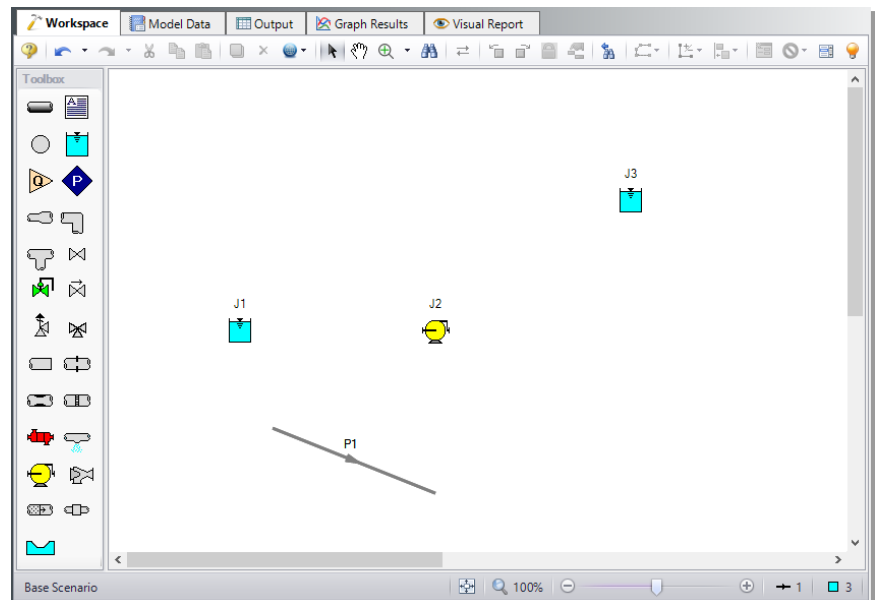 Workspace Model Data Output Graph Results Visual Report
Toolbox
A
Q P
J3
J1 J2
P1
Base Scenario 100% 1 3